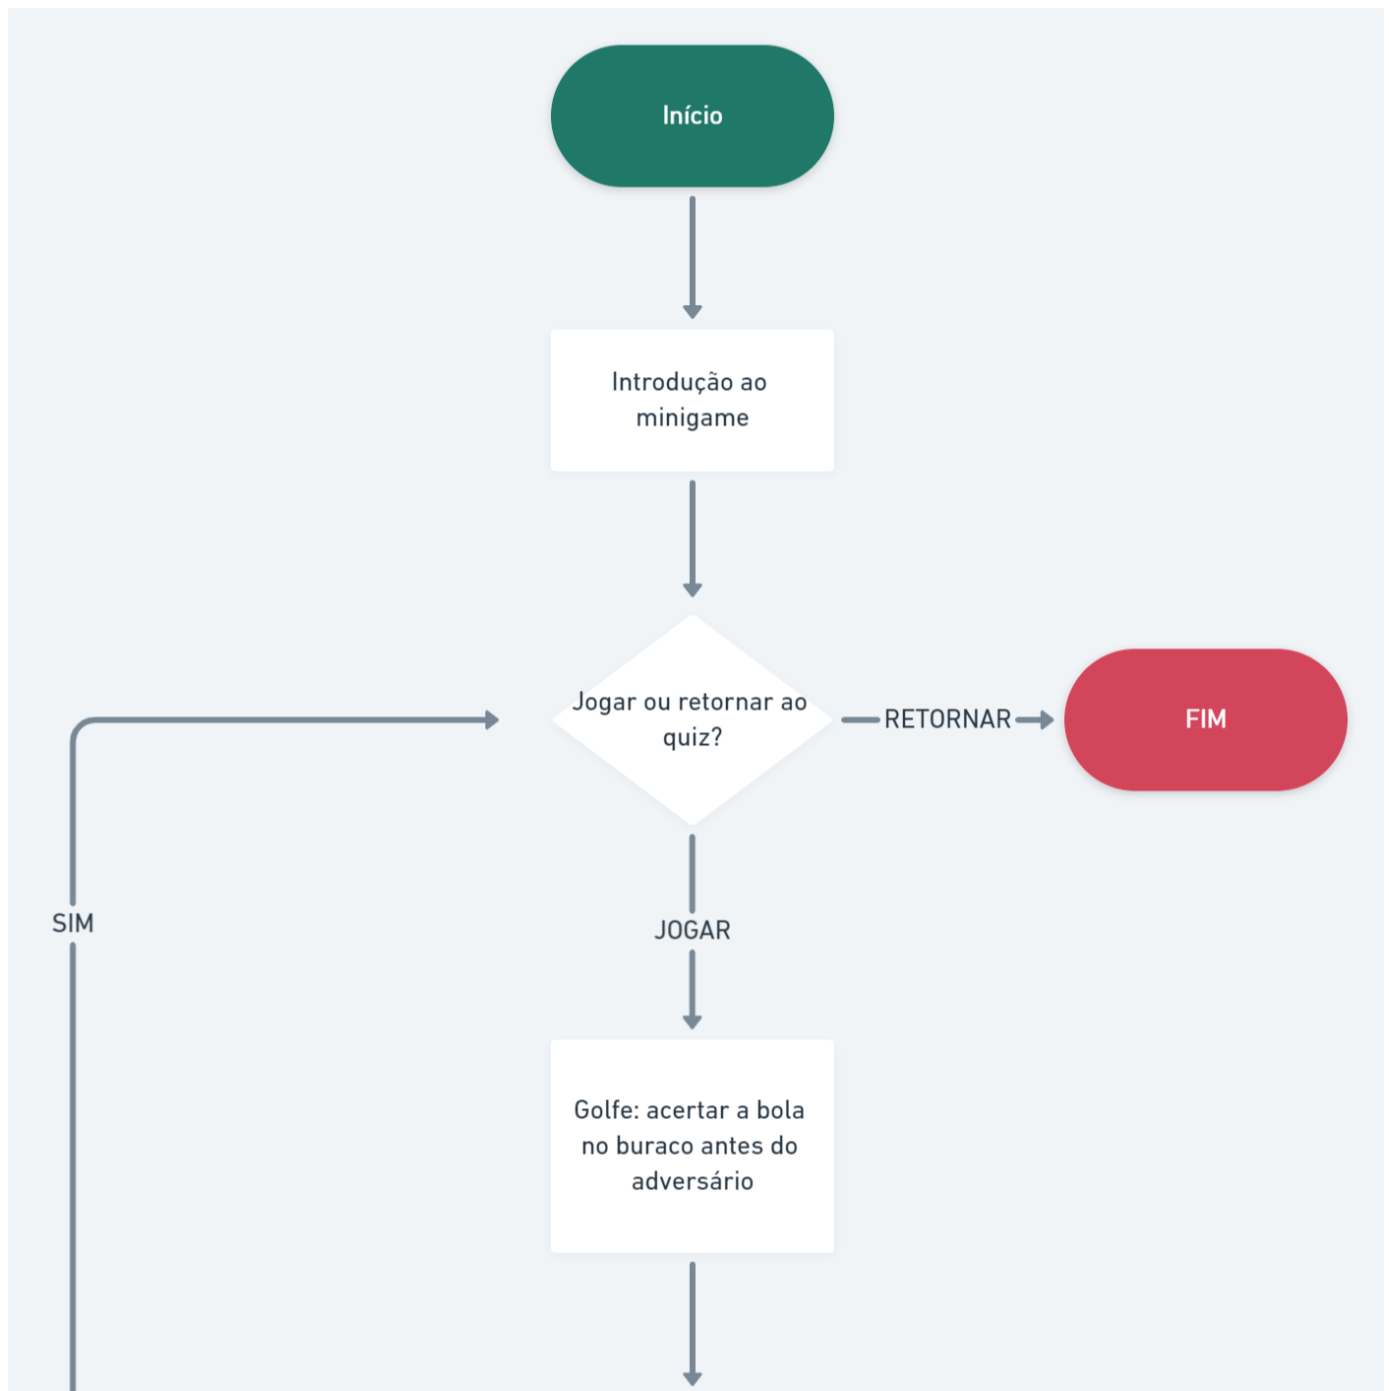 Início
Introdução ao
minigame
Jogar ou retornar ao
quiz?
RETORNAR
FIM
SIM
JOGAR
Golfe: acertar a bola
no buraco antes do
adversário